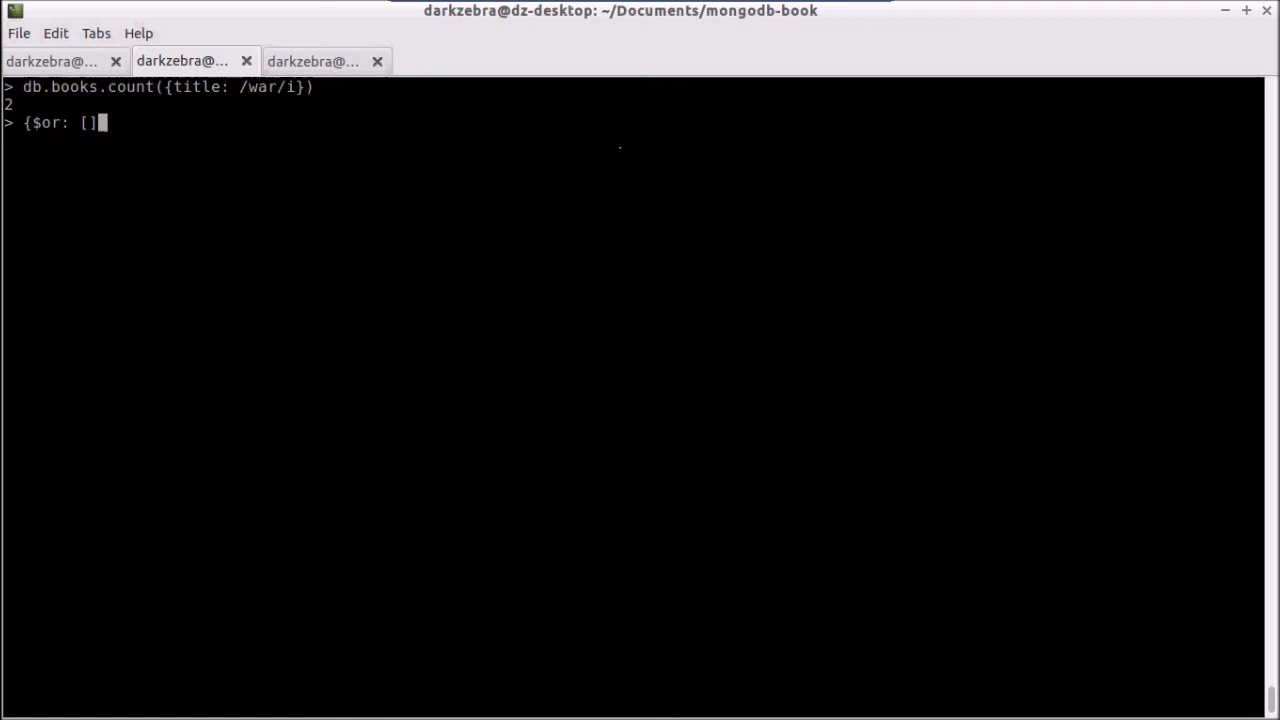 darkzebra@dz-desktop: ~/Documents/mongodb-book
File Edit Tabs Help
darkzebra@... darkzebra@... darkzebra@...
> db.books.count({title: /war/i})
2
> {$or: []